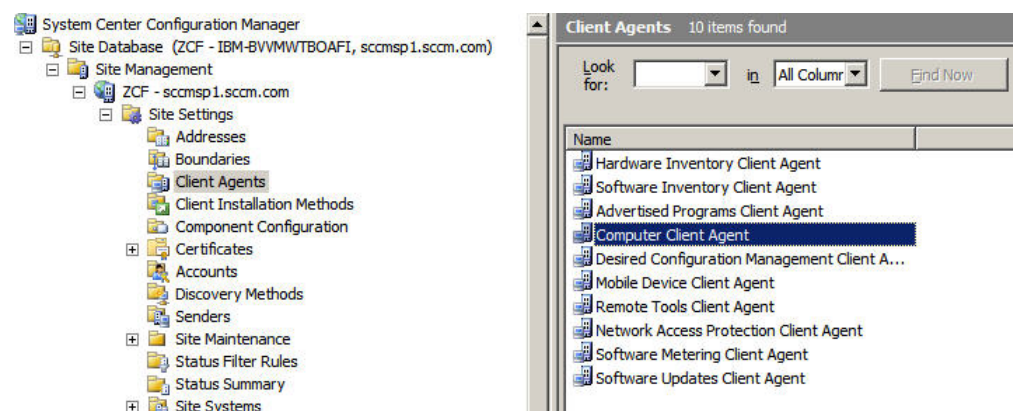 System Center Configuration Manager
Site Database (ZCF - IBM-BVVMWTBOAFI, sccmsp1.sccm.com)
Site Management
ZCF - sccmsp1.sccm.com
Site Settings
Addresses
Boundaries
Client Agents
Client Installation Methods
Component Configuration
Certificates
Accounts
Discovery Methods
Senders
Site Maintenance
Status Filter Rules
Status Summary
Site Systems
Client Agents 10 items found
Look for: in All Columr Find Now
Name
Hardware Inventory Client Agent
Software Inventory Client Agent
Advertised Programs Client Agent
Computer Client Agent
Desired Configuration Management Client A...
Mobile Device Client Agent
Remote Tools Client Agent
Network Access Protection Client Agent
Software Metering Client Agent
Software Updates Client Agent